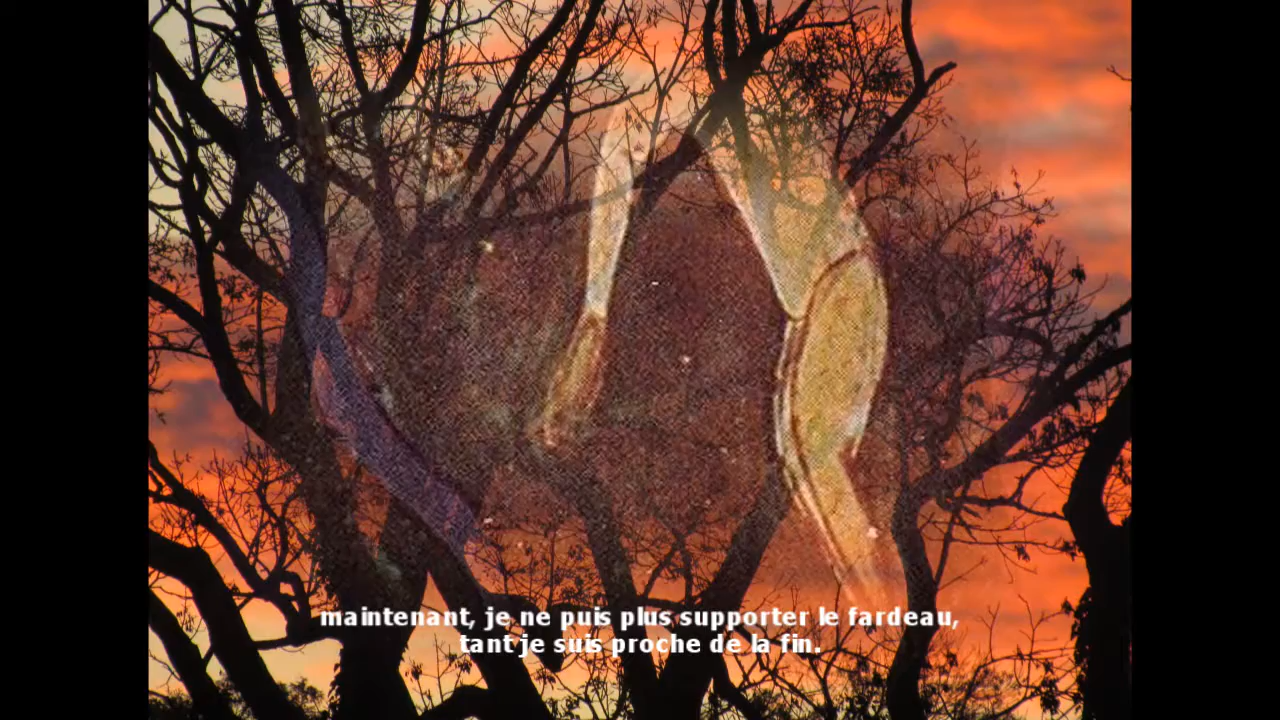 maintenant, je ne puis plus supporter le fardeau,
tant je suis proche de la fin.